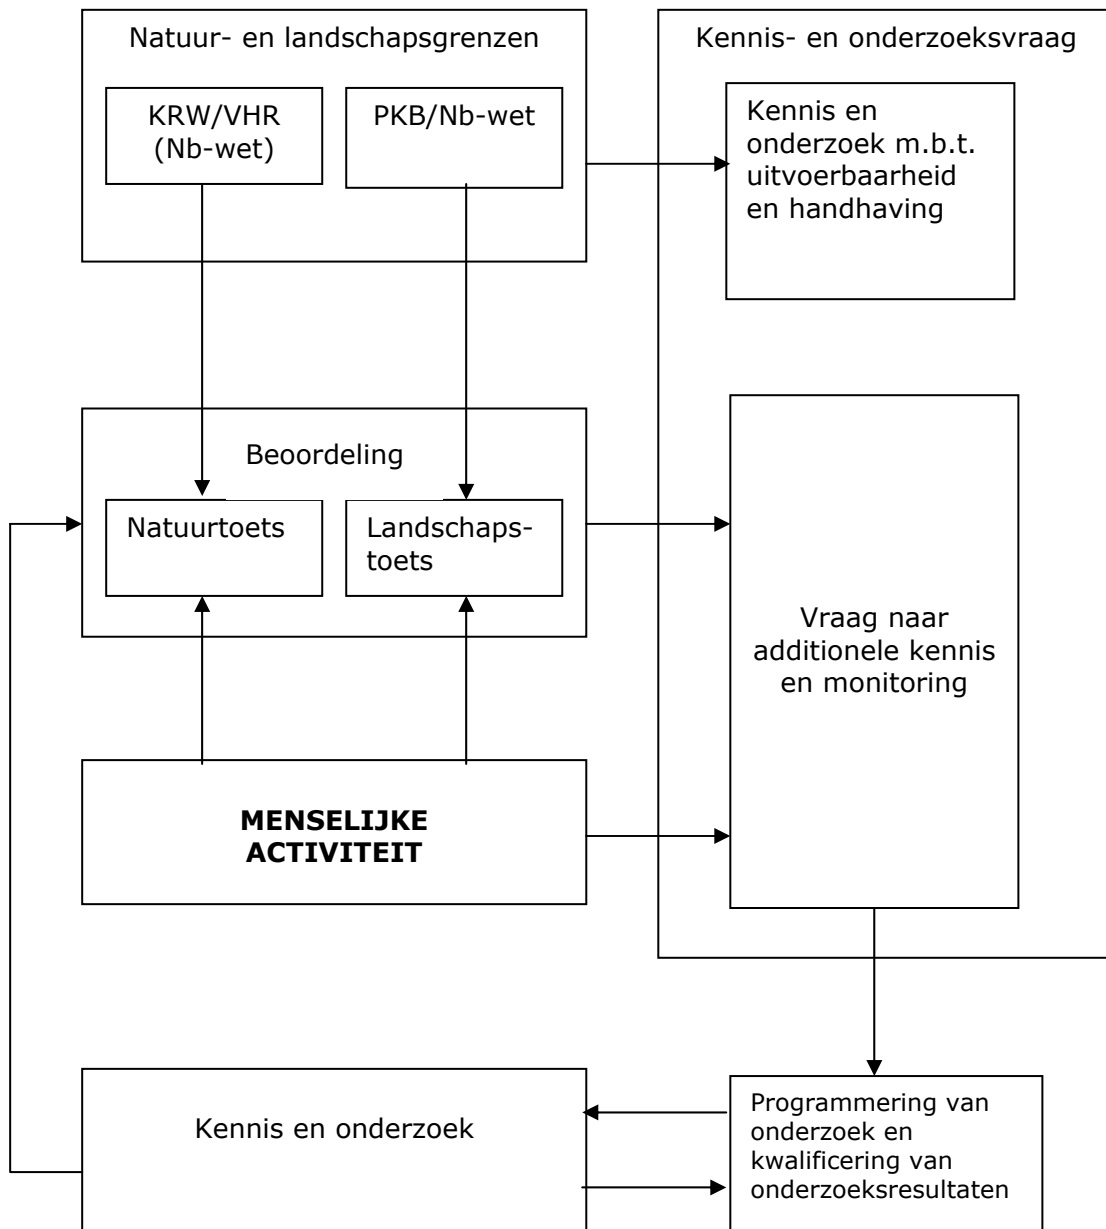 Natuur- en landschapsgrenzen
KRW/VHR
(Nb-wet)
PKB/Nb-wet
Kennis- en onderzoeksvraag
Kennis en
onderzoek m.b.t.
uitvoerbaarheid
en handhaving
Beoordeling
Natuurtoets
Landschaps-
toets
Vraag naar
additionele kennis
en monitoring
MENSELIJKE
ACTIVITEIT
Kennis en onderzoek
Programmering van
onderzoek en
kwalificering van
onderzoeksresultaten